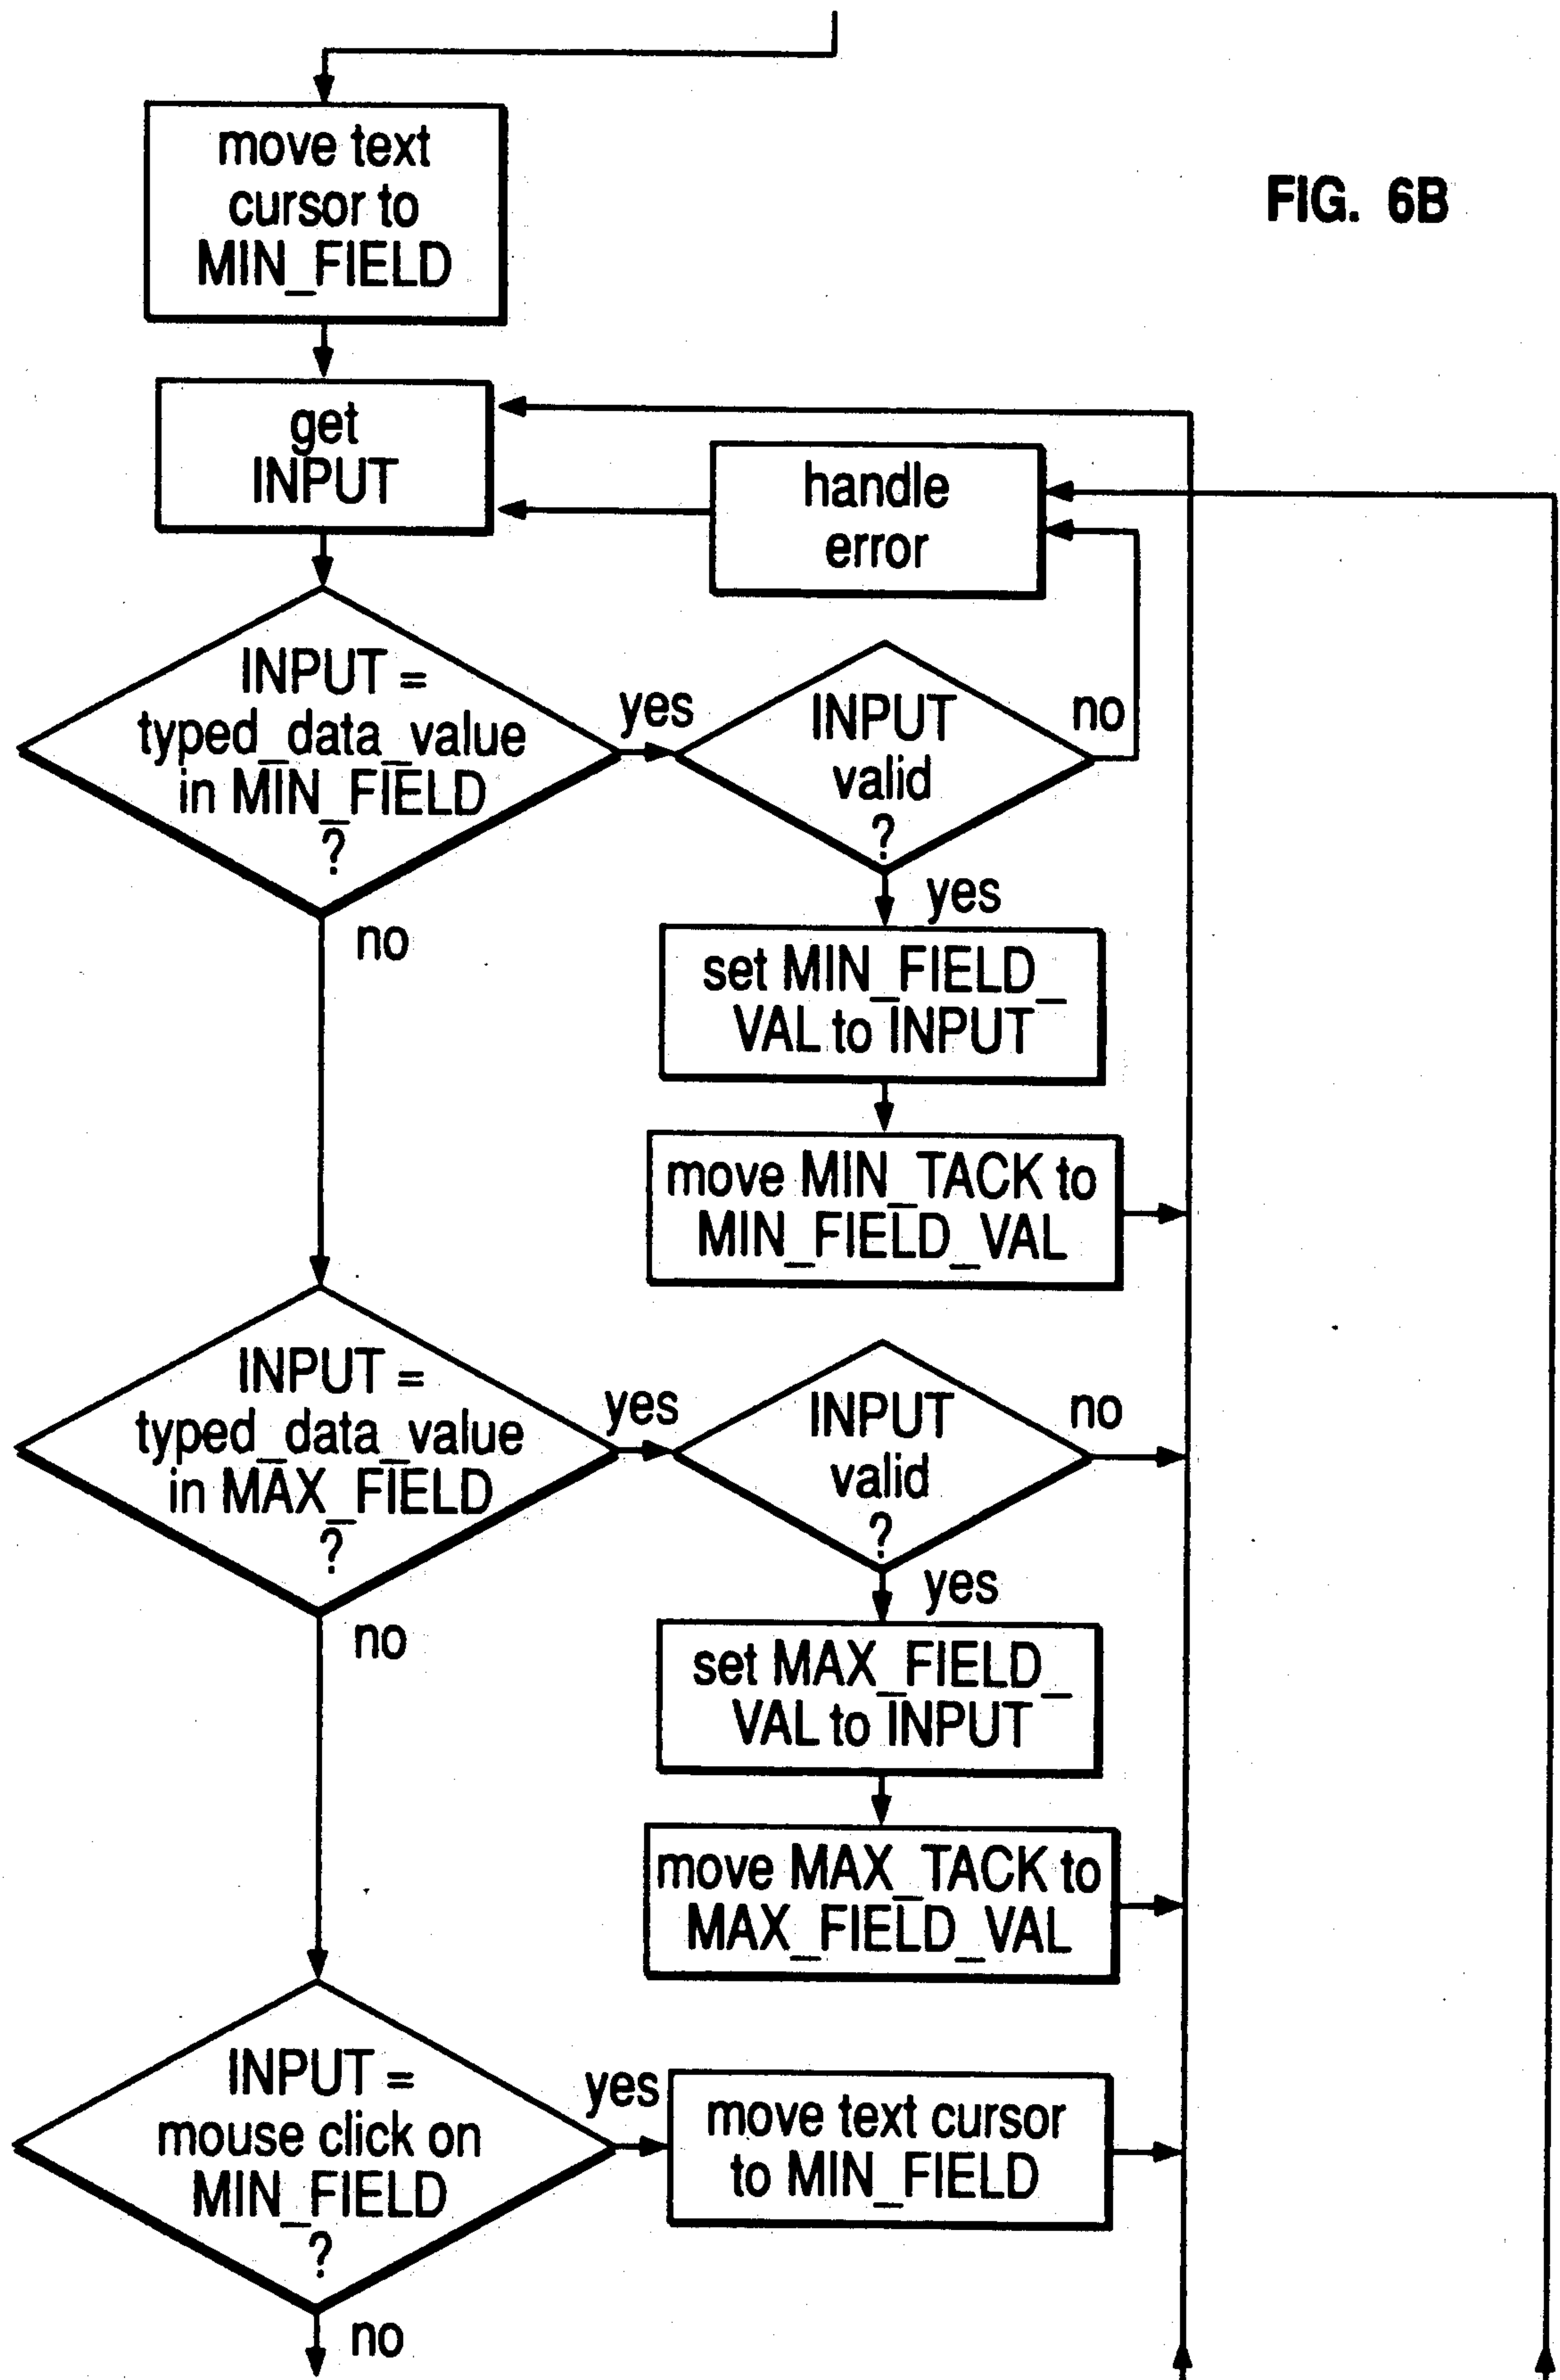 FIG. 6B
move text
cursor to
MIN_FIELD
get
INPUT
handle
error
INPUT =
typed_data_value
in MIN_FIELD
?
yes
INPUT
valid
?
no
yes
no
set MIN_FIELD_
VAL to INPUT
move MIN_TACK to
MIN_FIELD_VAL
INPUT =
typed_data_value
in MAX_FIELD
?
yes
INPUT
valid
?
no
yes
no
set MAX_FIELD_
VAL to INPUT
move MAX_TACK to
MAX_FIELD_VAL
INPUT =
mouse click on
MIN_FIELD
?
yes
move text cursor
to MIN_FIELD
no